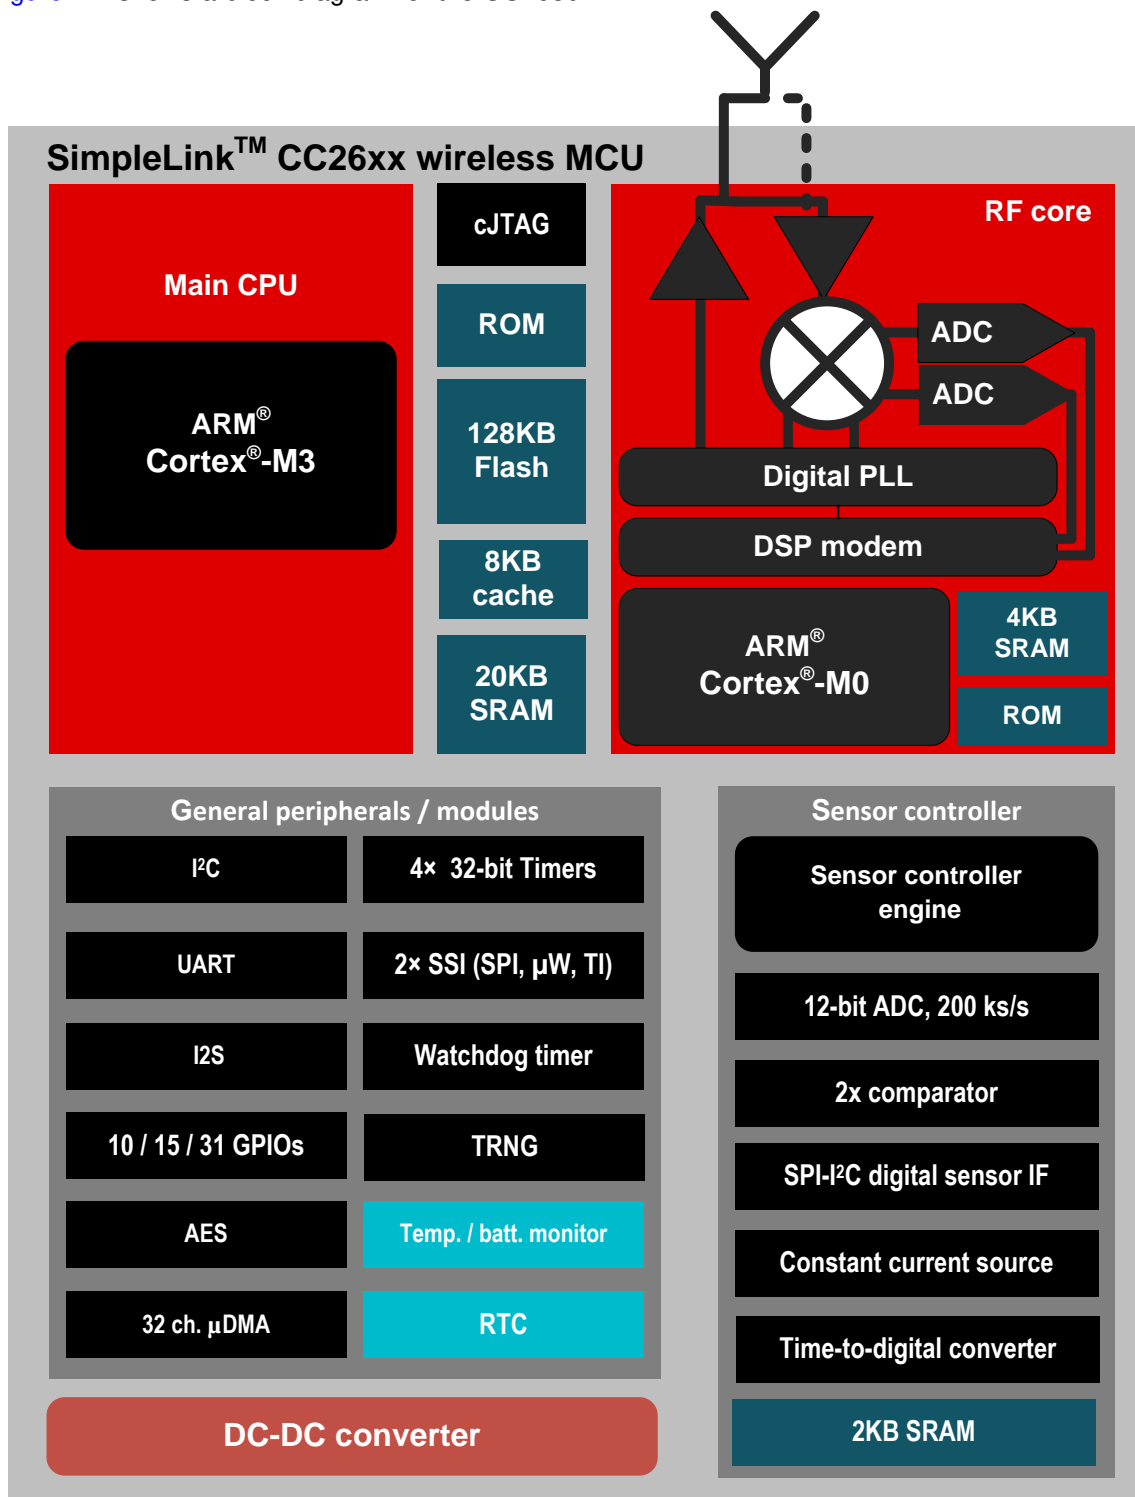 SimpleLink™ CC26xx wireless MCU
Main CPU
ARM®
Cortex®-M3
cJTAG
ROM
128KB
Flash
8KB
cache
20KB
SRAM
RF core
ADC
ADC
Digital PLL
DSP modem
ARM®
Cortex®-M0
4KB
SRAM
ROM
General peripherals / modules
I²C
4× 32-bit Timers
UART
2× SSI (SPI, µW, TI)
I2S
Watchdog timer
10 / 15 / 31 GPIOs
TRNG
AES
Temp. / batt. monitor
32 ch. µDMA
RTC
Sensor controller
Sensor controller
engine
12-bit ADC, 200 ks/s
2x comparator
SPI-I²C digital sensor IF
Constant current source
Time-to-digital converter
2KB SRAM
DC-DC converter